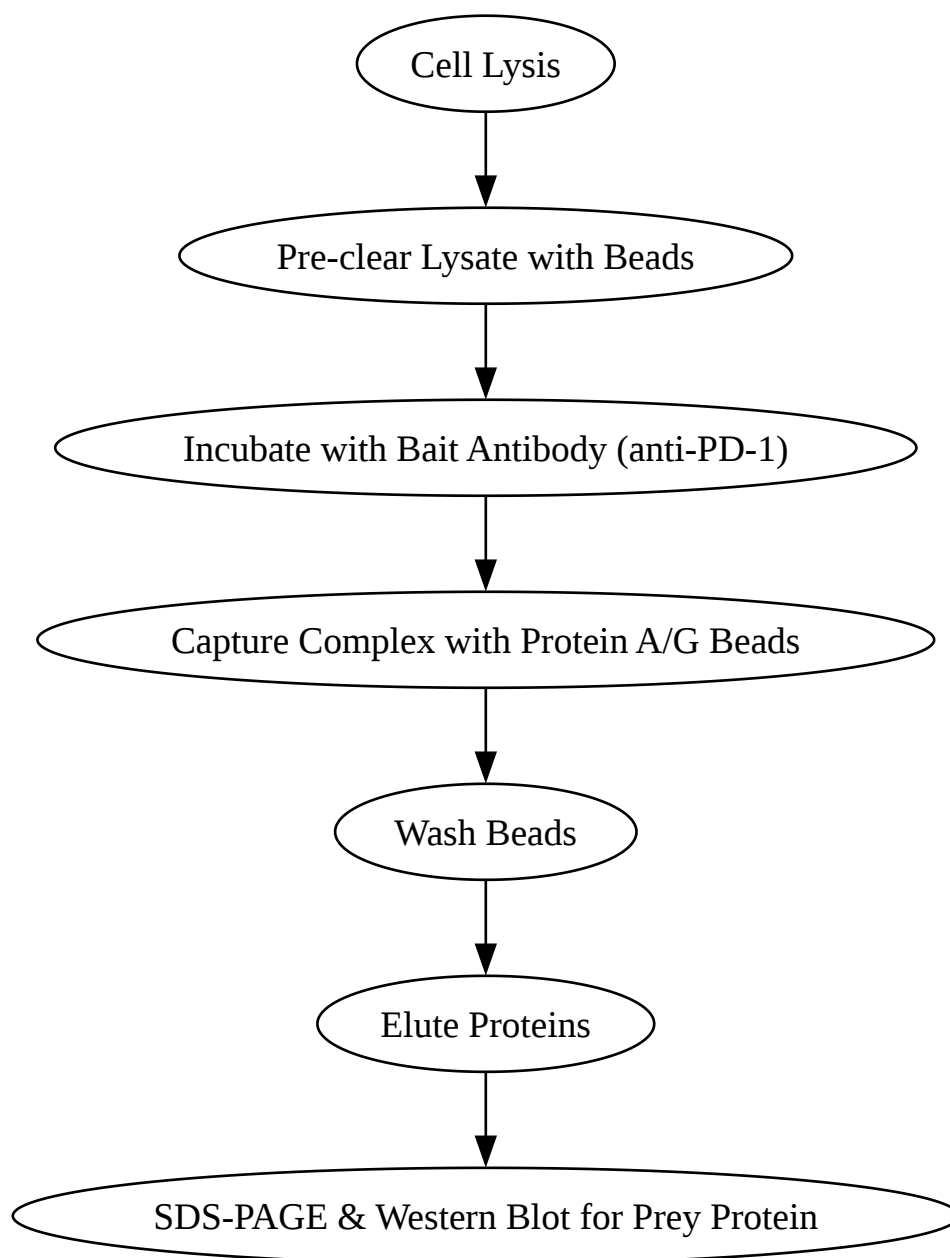 Cell Lysis
Pre-clear Lysate with Beads
Incubate with Bait Antibody (anti-PD-1)
Capture Complex with Protein A/G Beads
Wash Beads
Elute Proteins
SDS-PAGE & Western Blot for Prey Protein